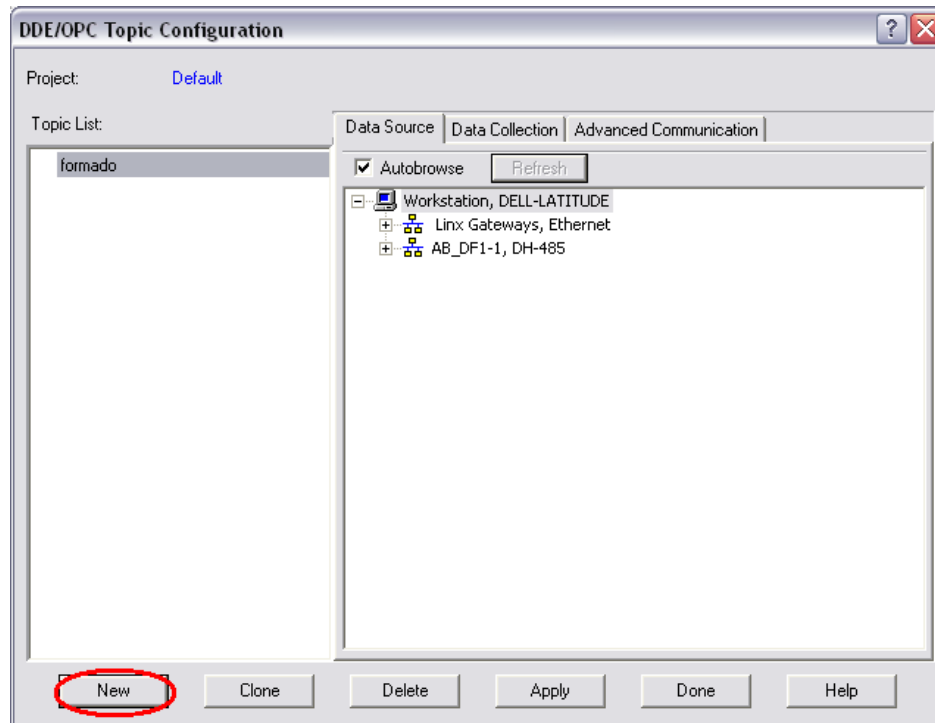 DDE/OPC Topic Configuration
Project: Default
Topic List:
Data Source Data Collection Advanced Communication
formado
Autobrowse Refresh
Workstation, DELL-LATITUDE
Linx Gateways, Ethernet
AB_DF1-1, DH-485
New Clone Delete Apply Done Help